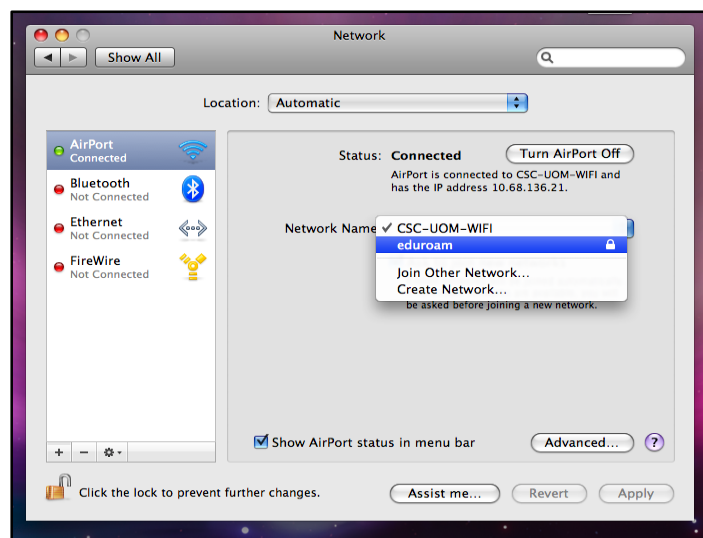 Network
Show All
Location: Automatic
AirPort
Connected
Bluetooth
Not Connected
Ethernet
Not Connected
FireWire
Not Connected
Status: Connected
Turn AirPort Off
AirPort is connected to CSC-UOM-WIFI and
has the IP address 10.68.136.21.
Network Name
✓ CSC-UOM-WIFI
eduroam
Join Other Network...
Create Network...
be asked before joining a new network.
Show AirPort status in menu bar
Advanced...
?
Click the lock to prevent further changes.
Assist me...
Revert
Apply